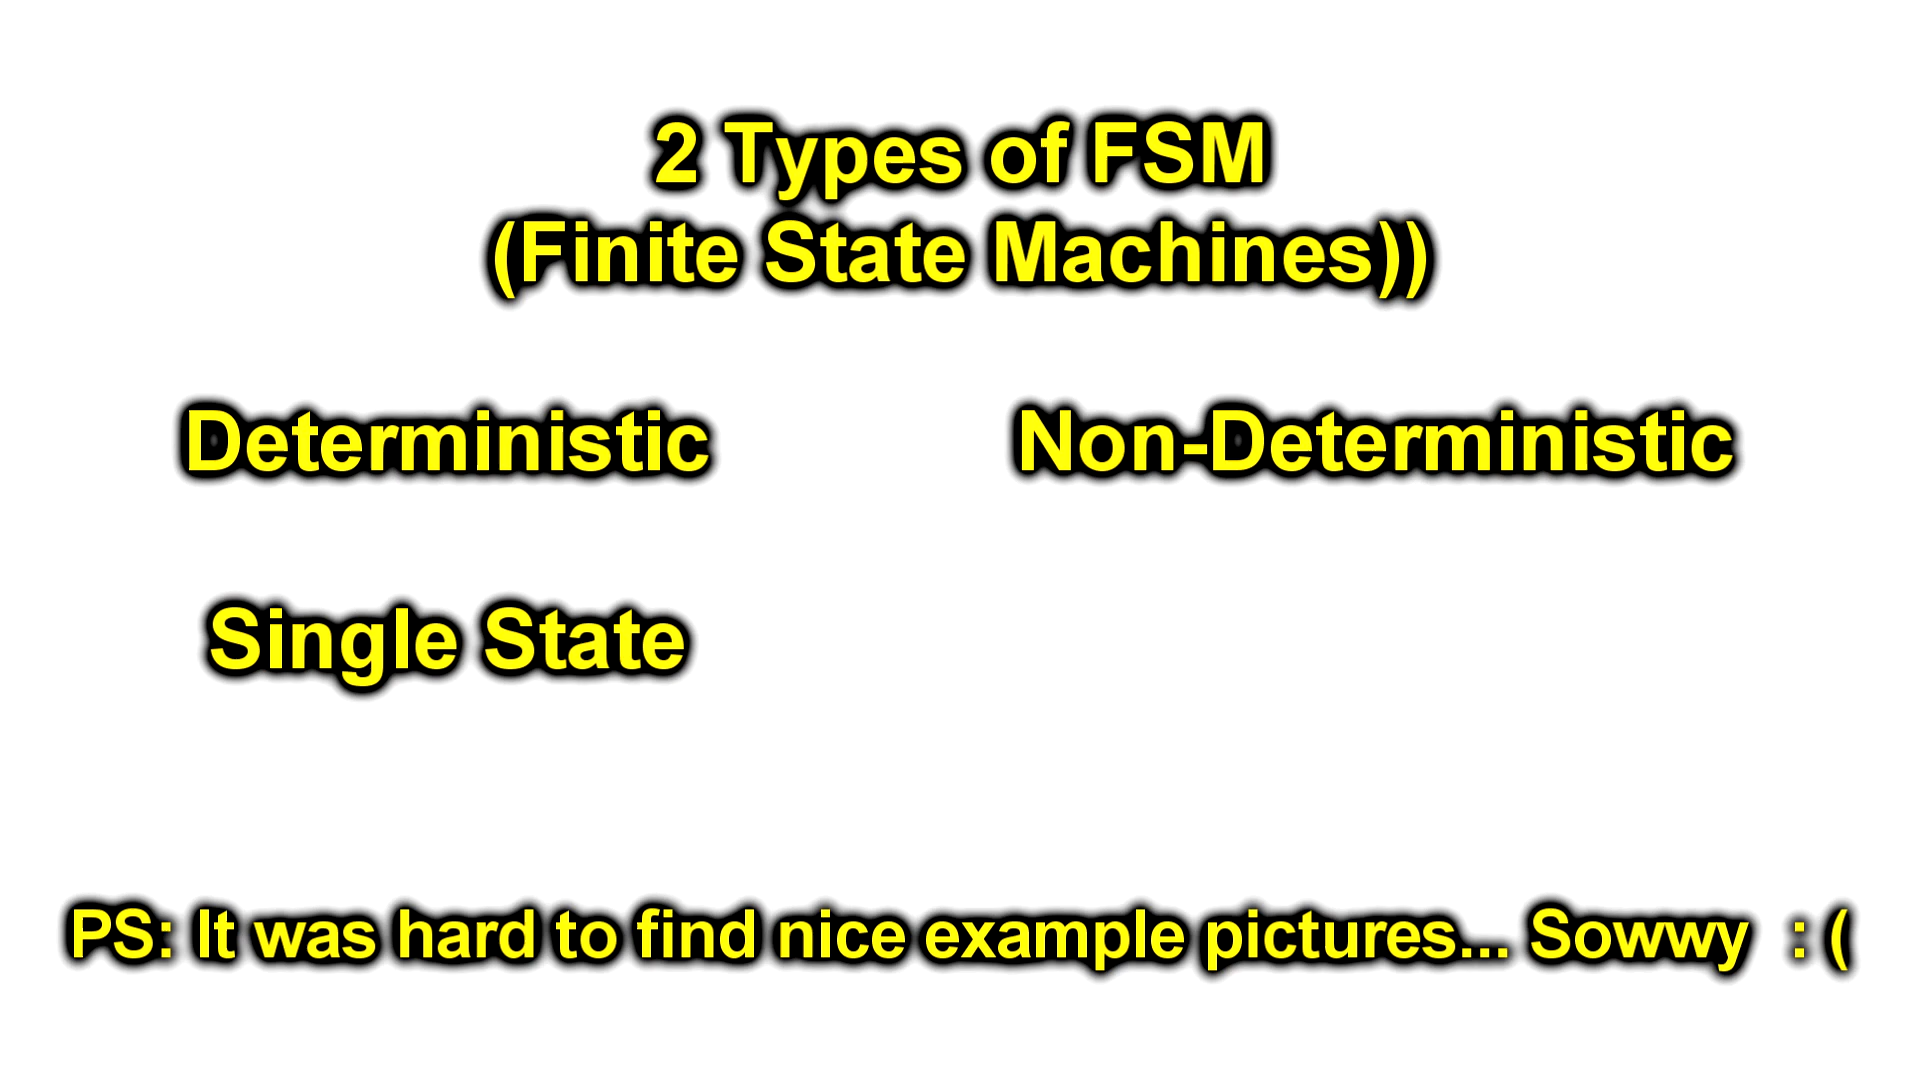 2 Types of FSM
(Finite State Machines))
Deterministic
Non-Deterministic
Single State
PS: It was hard to find nice example pictures... Sowwy : (